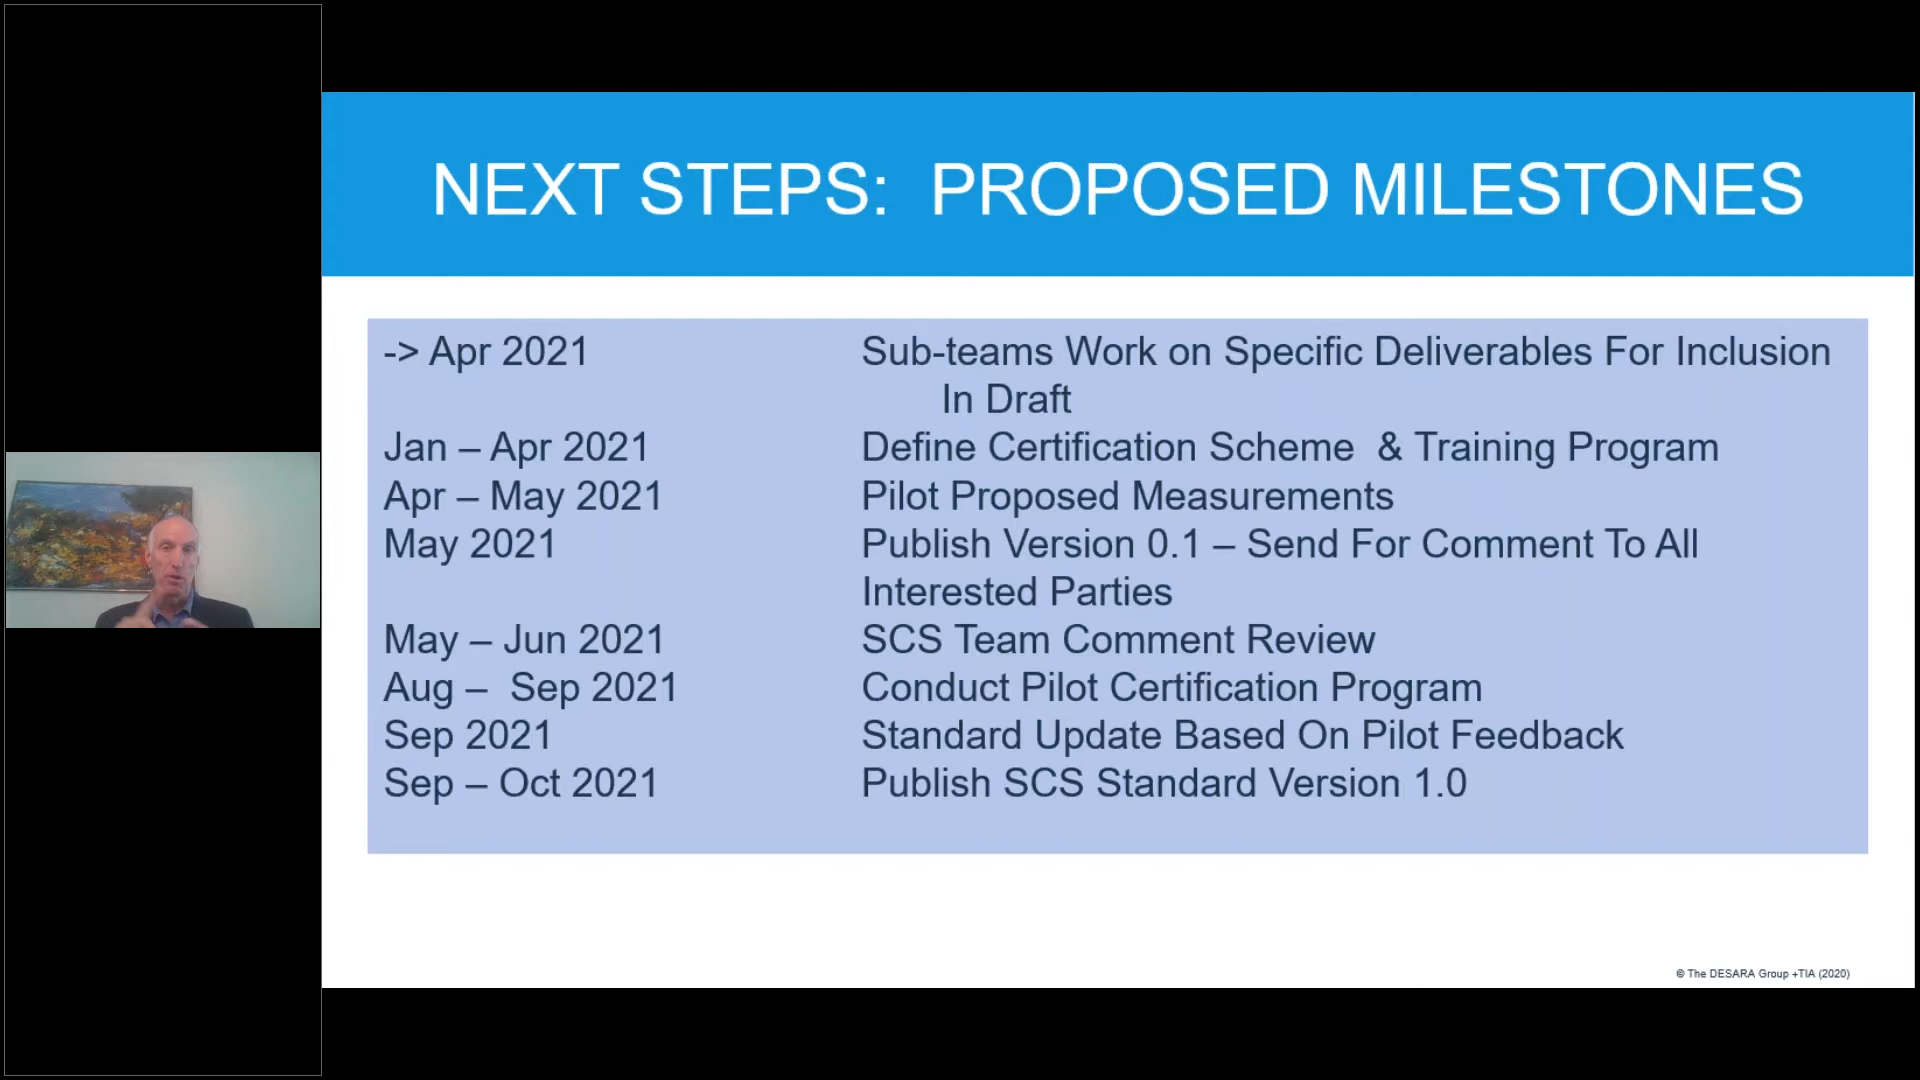 NEXT STEPS:  PROPOSED MILESTONES
-> Apr 2021 Sub-teams Work on Specific Deliverables For Inclusion
In Draft
Jan – Apr 2021 Define Certification Scheme  & Training Program
Apr – May 2021 Pilot Proposed Measurements
May 2021 Publish Version 0.1 – Send For Comment To All
Interested Parties
May – Jun 2021 SCS Team Comment Review
Aug –  Sep 2021 Conduct Pilot Certification Program
Sep 2021 Standard Update Based On Pilot Feedback
Sep – Oct 2021 Publish SCS Standard Version 1.0
© The DESARA Group +TIA (2020)